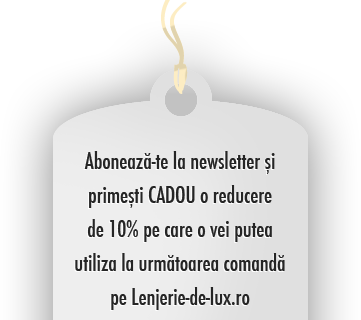 Abonează-te la newsletter și
primești CADOU o reducere
de 10% pe care o vei putea
utiliza la următoarea comandă
pe Lenjerie-de-lux.ro